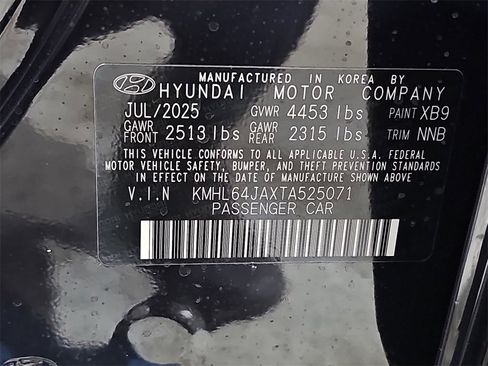 MANUFACTURED IN KOREA BY
HYUNDAI MOTOR COMPANY
JUL/2025 GVWR 4453 lbs PAINT XB9
GAWR FRONT 2513 lbs GAWR REAR 2315 lbs TRIM NNB
THIS VEHICLE CONFORMS TO ALL APPLICABLE U.S.A. FEDERAL
MOTOR VEHICLE SAFETY, BUMPER, AND THEFT PREVENTION STANDARDS
IN EFFECT ON THE DATE OF MANUFACTURE SHOWN ABOVE.
V.I.N KMHL64JAXTA525071
PASSENGER CAR